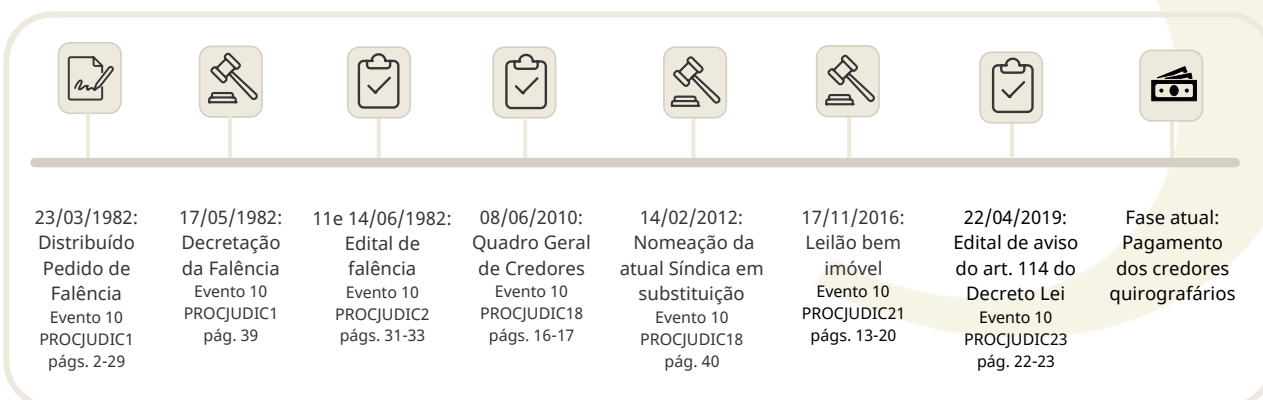 23/03/1982:
Distribuído
Pedido de
Falência
Evento 10
PROCJUDIC1
págs. 2-29
17/05/1982:
Decretação
da Falência
Evento 10
PROCJUDIC1
pág. 39
11e 14/06/1982:
Edital de
falência
Evento 10
PROCJUDIC2
págs. 31-33
08/06/2010:
Quadro Geral
de Credores
Evento 10
PROCJUDIC18
págs. 16-17
14/02/2012:
Nomeação da
atual Síndica em
substituição
Evento 10
PROCJUDIC18
pág. 40
17/11/2016:
Leilão bem
imóvel
Evento 10
PROCJUDIC21
págs. 13-20
22/04/2019:
Edital de aviso
do art. 114 do
Decreto Lei
Evento 10
PROCJUDIC23
pág. 22-23
Fase atual:
Pagamento
dos credores
quirografários